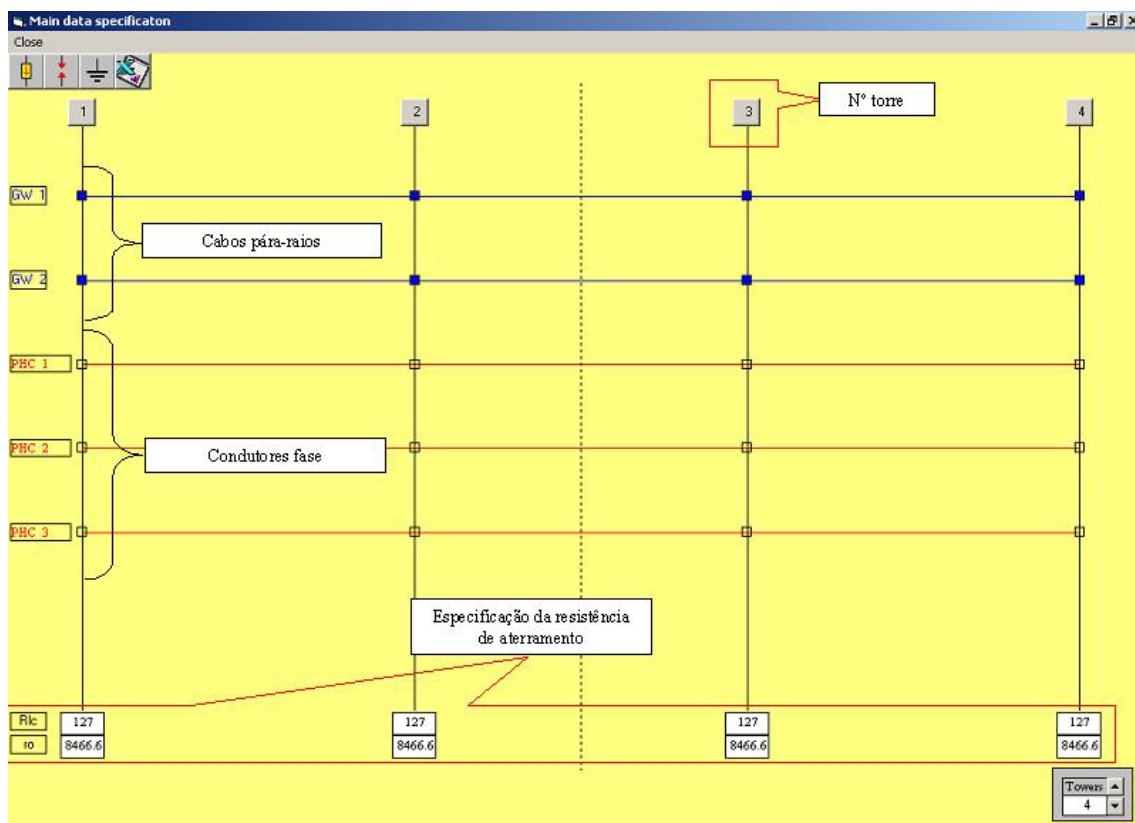 Main data specificaton
Close
1
2
3
4
N° torre
GW 1
Cabos pára-raios
GW 2
PHC 1
PHC 2
Condutores fase
PHC 3
Especificação da resistência
de aterramento
Rlc
127
127
127
127
ro
8466.6
8466.6
8466.6
8466.6
Towers
4